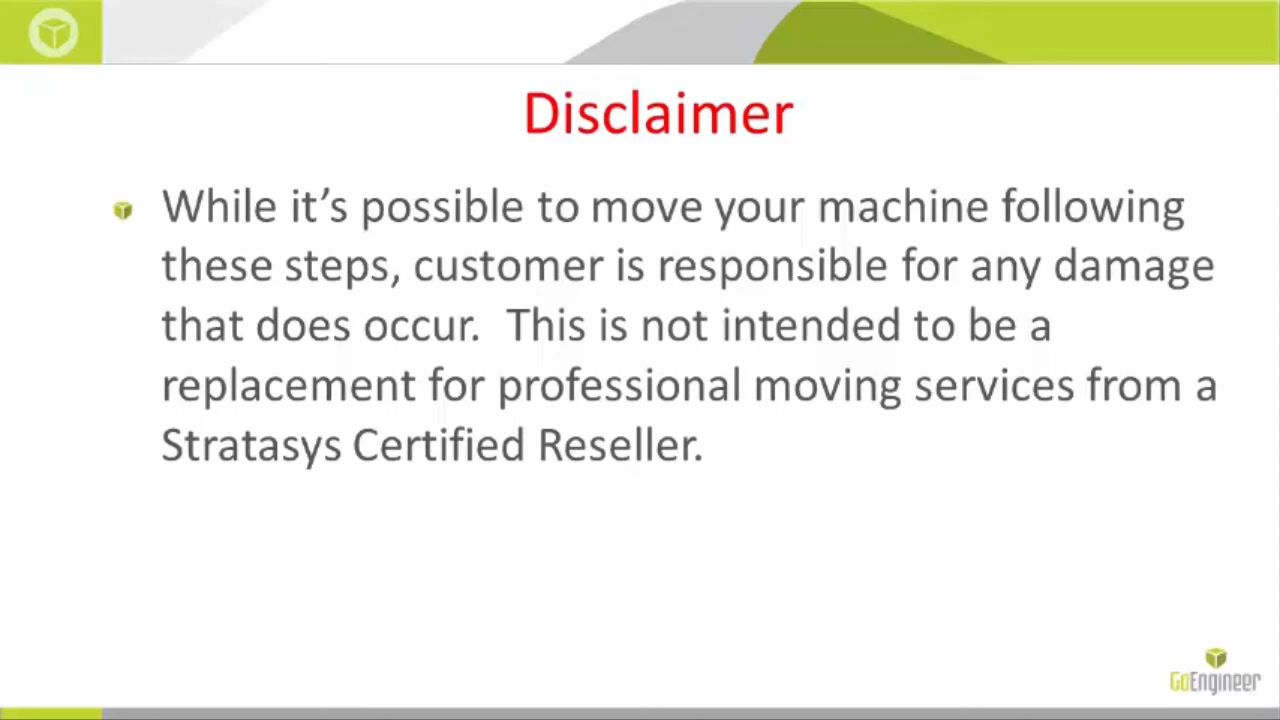 Disclaimer
While it’s possible to move your machine following
these steps, customer is responsible for any damage
that does occur.  This is not intended to be a
replacement for professional moving services from a
Stratasys Certified Reseller.
GoEngineer